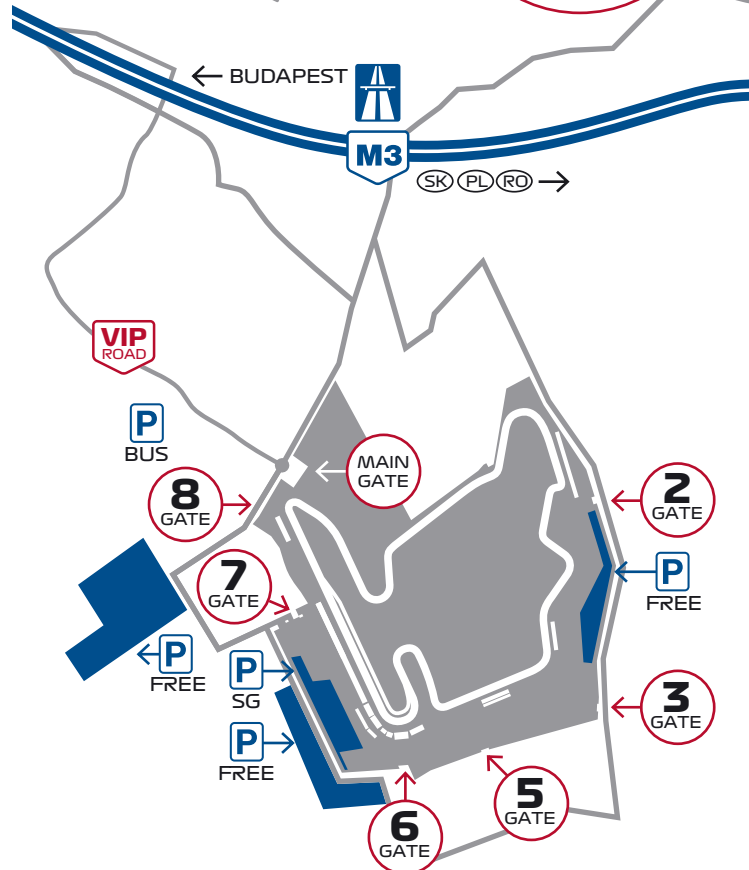 BUDAPEST
M3
SK PL RO
VIP
ROAD
P
BUS
MAIN
GATE
8
GATE
2
GATE
7
GATE
P
FREE
P
FREE
P
SG
3
GATE
P
FREE
5
GATE
6
GATE